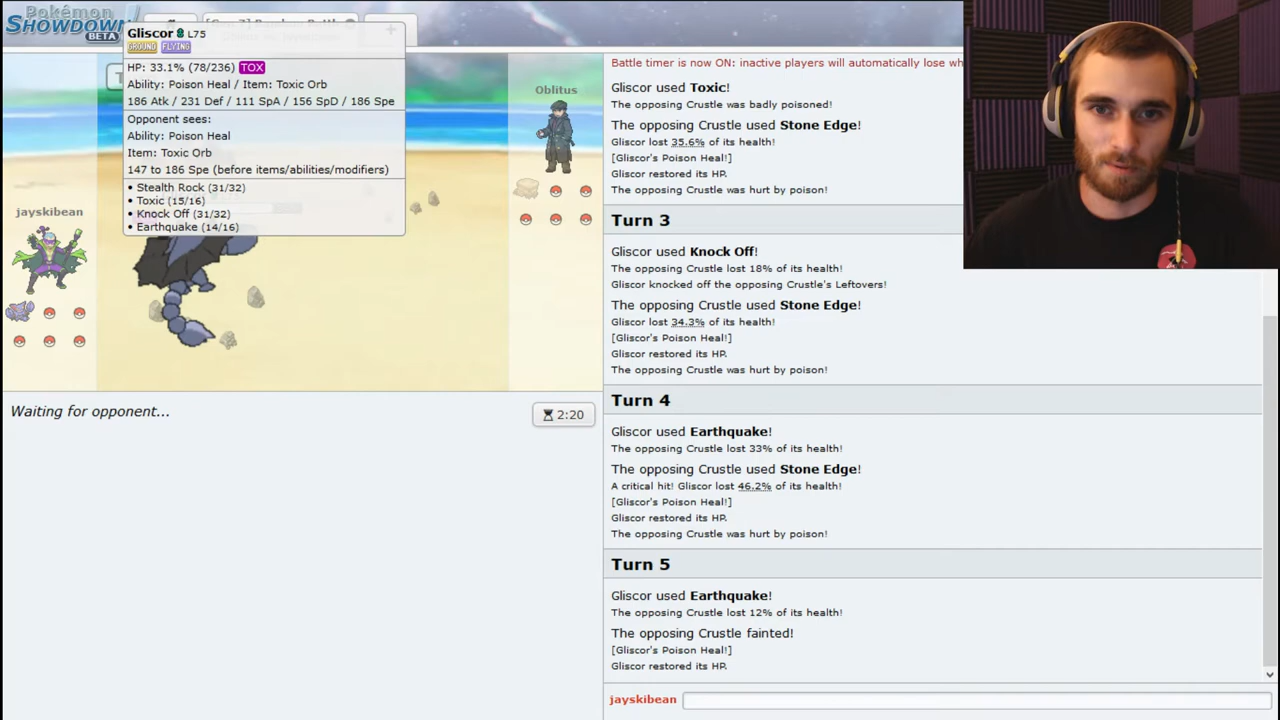 Pokémon
SHOWDOWN
BETA
Gliscor L75
GROUND FLYING
HP: 33.1% (78/236) TOX
Ability: Poison Heal / Item: Toxic Orb
186 Atk / 231 Def / 111 SpA / 156 SpD / 186 Spe
Opponent sees:
Ability: Poison Heal
Item: Toxic Orb
147 to 186 Spe (before items/abilities/modifiers)
• Stealth Rock (31/32)
• Toxic (15/16)
• Knock Off (31/32)
• Earthquake (14/16)
jayskibean
Oblitus
Waiting for opponent...
2:20
Battle timer is now ON: inactive players will automatically lose wh
Gliscor used Toxic!
The opposing Crustle was badly poisoned!
The opposing Crustle used Stone Edge!
Gliscor lost 35.6% of its health!
[Gliscor's Poison Heal!]
Gliscor restored its HP.
The opposing Crustle was hurt by poison!
Turn 3
Gliscor used Knock Off!
The opposing Crustle lost 18% of its health!
Gliscor knocked off the opposing Crustle's Leftovers!
The opposing Crustle used Stone Edge!
Gliscor lost 34.3% of its health!
[Gliscor's Poison Heal!]
Gliscor restored its HP.
The opposing Crustle was hurt by poison!
Turn 4
Gliscor used Earthquake!
The opposing Crustle lost 33% of its health!
The opposing Crustle used Stone Edge!
A critical hit! Gliscor lost 46.2% of its health!
[Gliscor's Poison Heal!]
Gliscor restored its HP.
The opposing Crustle was hurt by poison!
Turn 5
Gliscor used Earthquake!
The opposing Crustle lost 12% of its health!
The opposing Crustle fainted!
[Gliscor's Poison Heal!]
Gliscor restored its HP.
jayskibean